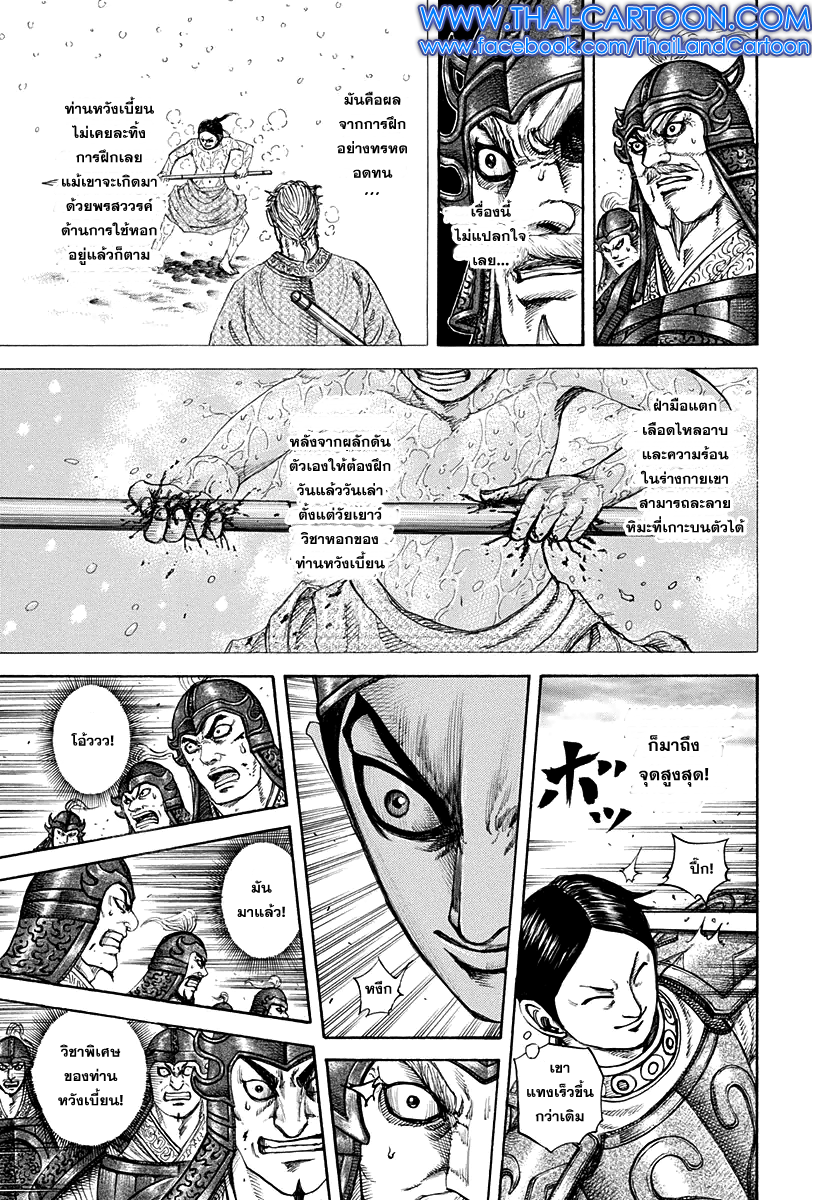 WWW.THAI-CARTOON.COM
www.facebook.com/ThaiLandCartoon
เรื่องนี้
ไม่แปลกใจ
เลย...
มันคือผล
จากการฝึก
อย่างทรหด
อดทน
...
ท่านหวังเบี้ยน
ไม่เคยละทิ้ง
การฝึกเลย
แม้เขาจะเกิดมา
ด้วยพรสววรค์
ด้านการใช้หอก
อยู่แล้วก็ตาม
ฝ่ามือแตก
เลือดไหลอาบ
และความร้อน
ในร่างกายเขา
สามารถละลาย
หิมะที่เกาะบนตัวได้
หลังจากผลักดัน
ตัวเองให้ต้องฝึก
วันแล้ววันเล่า
ตั้งแต่วัยเยาว์
วิชาหอกของ
ท่านหวังเบี้ยน
ก็มาถึง
จุดสูงสุด!
ボッ
ปิ๊ก!
เขา
แทงเร็วขึ้น
กว่าเดิม
หงึก
โอ้ววว!
มัน
มาแล้ว!
วิชาพิเศษ
ของท่าน
หวังเบี้ยน!